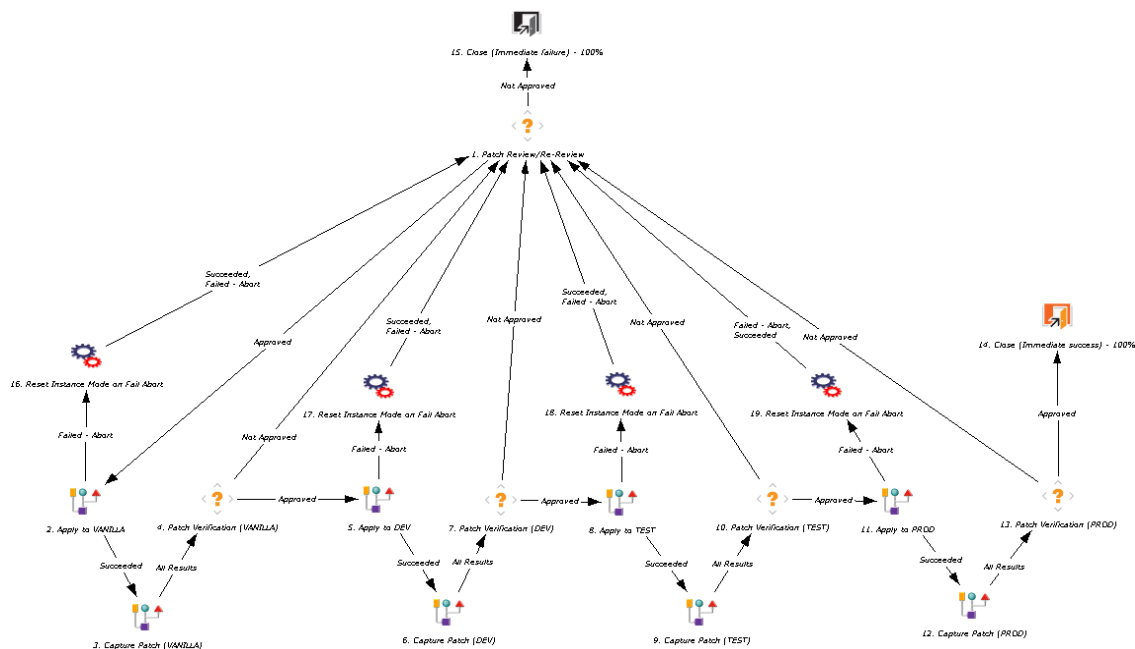 15. Close (Immediate failure) - 100%
Not Approved
1. Patch Review/Re-Review
Succeeded,
Failed - Abort
Approved
Succeeded,
Failed - Abort
Not Approved
Succeeded,
Failed - Abort
Not Approved
Failed - Abort,
Succeeded
Not Approved
14. Close (Immediate success) - 100%
16. Reset Instance Mode on Fail Abort
17. Reset Instance Mode on Fail Abort
18. Reset Instance Mode on Fail Abort
19. Reset Instance Mode on Fail Abort
Approved
Failed - Abort
Not Approved
Failed - Abort
Failed - Abort
Failed - Abort
Approved
Approved
Approved
2. Apply to VANILLA
4. Patch Verification (VANILLA)
5. Apply to DEV
7. Patch Verification (DEV)
8. Apply to TEST
10. Patch Verification (TEST)
11. Apply to PROD
13. Patch Verification (PROD)
Succeeded
All Results
Succeeded
All Results
Succeeded
All Results
Succeeded
All Results
3. Capture Patch (VANILLA)
6. Capture Patch (DEV)
9. Capture Patch (TEST)
12. Capture Patch (PROD)